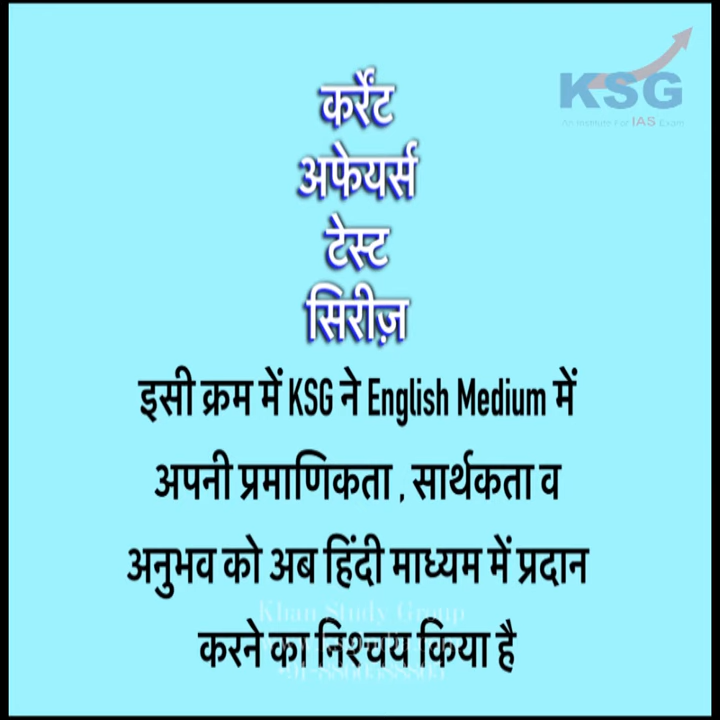 KSG
An Institute For IAS Exam
करेंट
अफेयर्स
टेस्ट
सिरीज़
इसी क्रम में KSG ने English Medium में
अपनी प्रमाणिकता , सार्थकता व
अनुभव को अब हिंदी माध्यम में प्रदान
Khan Study Group
करने का निश्चय किया है